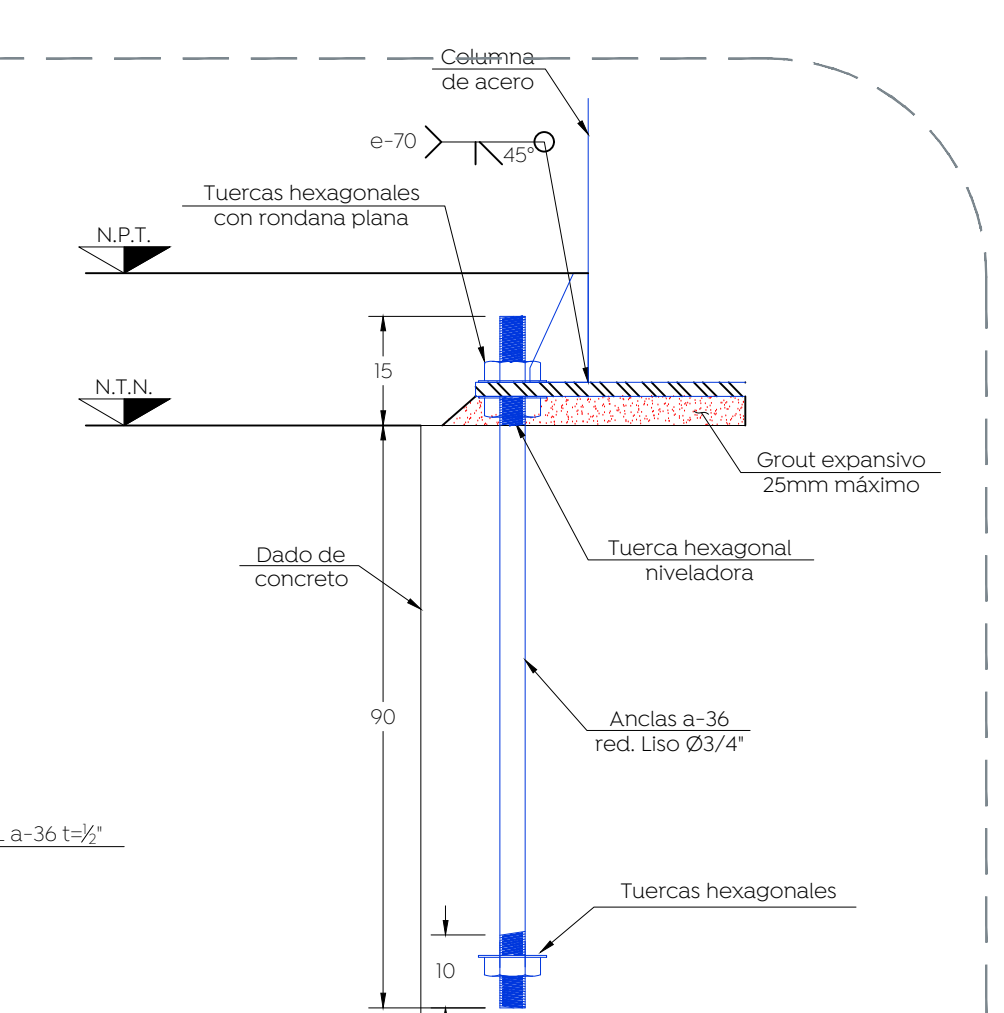 Columna
de acero
e-70
45°
Tuercas hexagonales
con rondana plana
N.P.T.
15
N.T.N.
Grout expansivo
25mm máximo
Tuerca hexagonal
niveladora
Dado de
concreto
90
Anclas a-36
red. Liso Ø3/4"
a-36 t=½"
Tuercas hexagonales
10